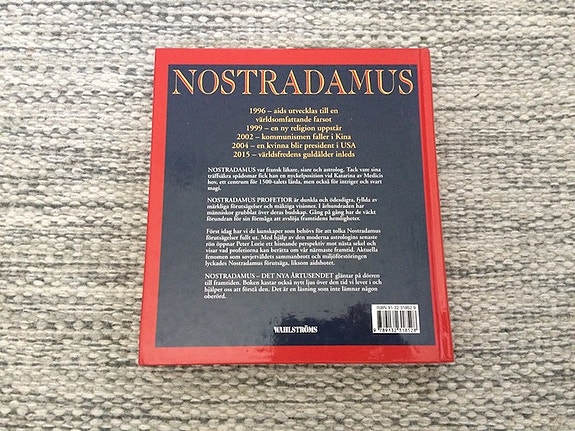 NOSTRADAMUS
1996 – aids utvecklas till en
världsomfattande farsot
1999 – en ny religion uppstår
2002 – kommunismen faller i Kina
2004 – en kvinna blir president i USA
2015 – världsfredens guldålder inleds
NOSTRADAMUS var fransk läkare, siare och astrolog. Tack vare sina
träffsäkra spådomar fick han en nyckelposition vid Katarina av Medicis
hov, ett centrum för 1500-talets lärda, men också för intriger och svart
magi.
NOSTRADAMUS PROFETIOR är dunkla och ödesdigra, fyllda av
märkliga förutsägelser och mäktiga visioner. I århundraden har
människor grubblat över deras budskap. Gång på gång har de väckt
förundran för sin förmåga att avslöja framtidens hemligheter.
Först idag har vi de kunskaper som behövs för att tolka Nostradamus
förutsägelser fullt ut. Med hjälp av den moderna astrologins senaste
rön öppnar Peter Lorie ett hisnande perspektiv mot nästa sekel och
visar vad profetiorna kan berätta om vår närmaste framtid. Aktuella
fenomen som sovjetväldets sammanbrott och miljöförstöringen
lyckades Nostradamus förutsäga, liksom aidshotet.
NOSTRADAMUS – DET NYA ÅRTUSENDET gläntar på dörren
till framtiden. Boken kastar också nytt ljus över den tid vi lever i och
hjälper oss att förstå den. Det är en läsning som inte lämnar någon
oberörd.
ISBN 91-32-31852-9
9 789132 318528
WAHLSTRÖMS